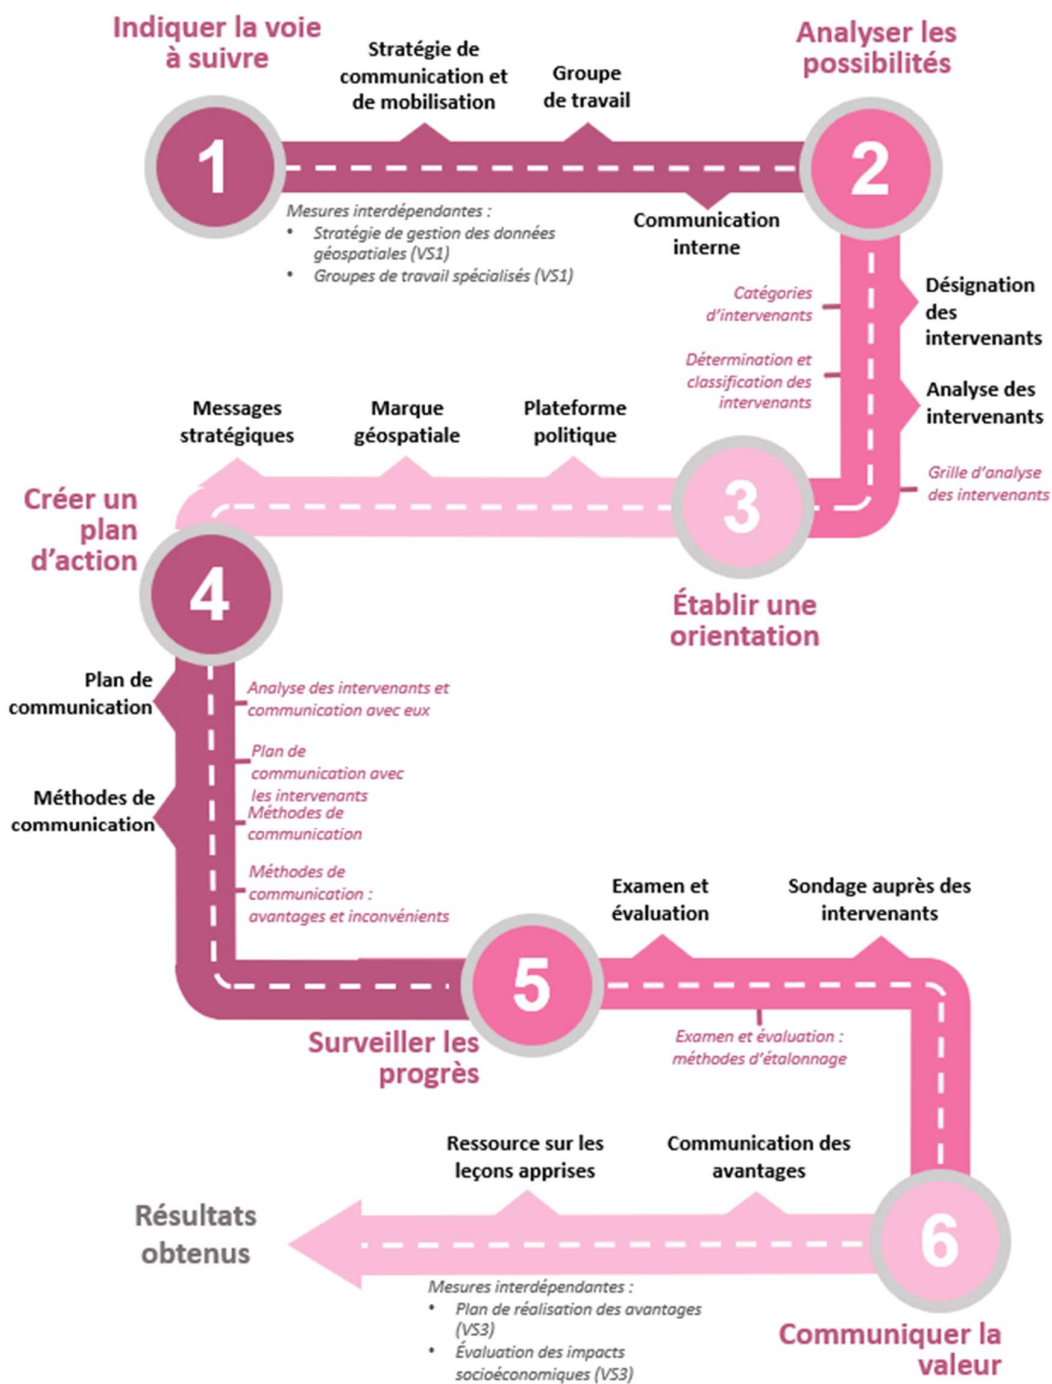 Indiquer la voie
à suivre
1
Stratégie de
communication et
de mobilisation
Groupe
de travail
Analyser les
possibilités
2
Mesures interdépendantes :
• Stratégie de gestion des données
géospatiales (VS1)
• Groupes de travail spécialisés (VS1)
Communication
interne
Catégories
d'intervenants
Désignation
des
intervenants
Détermination et
classification des
intervenants
Analyse des
intervenants
Grille d'analyse
des intervenants
Messages
stratégiques
Marque
géospatiale
Plateforme
politique
3
Établir une
orientation
Créer un
plan
d'action
4
Plan de
communication
Analyse des intervenants et
communication avec eux
Plan de
communication avec
les intervenants
Méthodes de
communication
Méthodes de
communication
Méthodes de
communication :
avantages et inconvénients
5
Surveiller les
progrès
Examen et
évaluation
Sondage auprès des
intervenants
Examen et évaluation :
méthodes d'étalonnage
6
Communiquer la
valeur
Communication des
avantages
Ressource sur les
leçons apprises
Mesures interdépendantes :
• Plan de réalisation des avantages
(VS3)
• Évaluation des impacts
socioéconomiques (VS3)
Résultats
obtenus